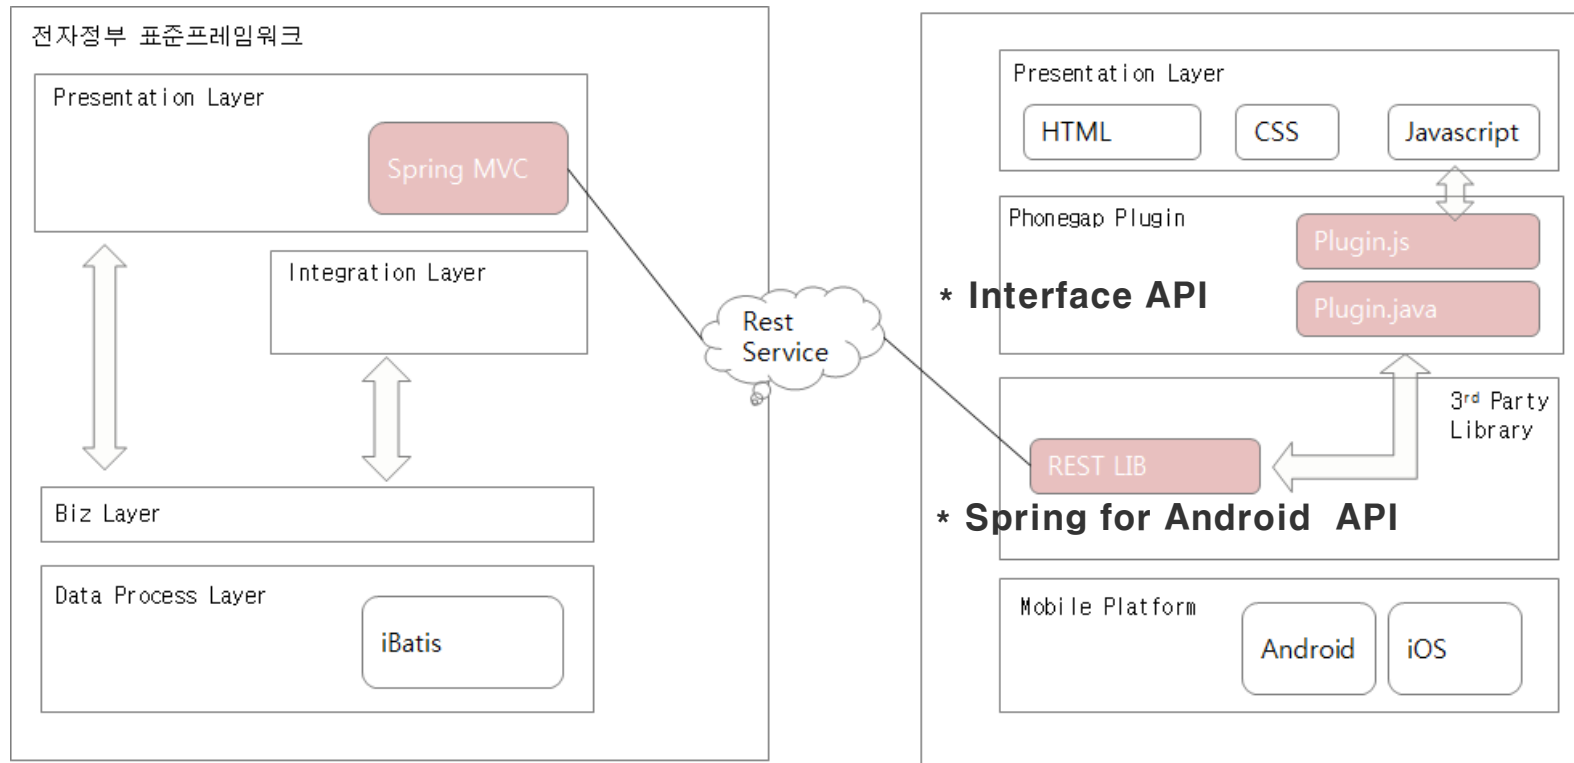 전자정부 표준프레임워크
Presentation Layer
Spring MVC
Integration Layer
Biz Layer
Data Process Layer
iBatis
Rest
Service
Presentation Layer
HTML
CSS
Javascript
Phonegap Plugin
Plugin.js
* Interface API
Plugin.java
3rd Party
Library
REST LIB
* Spring for Android API
Mobile Platform
Android
iOS